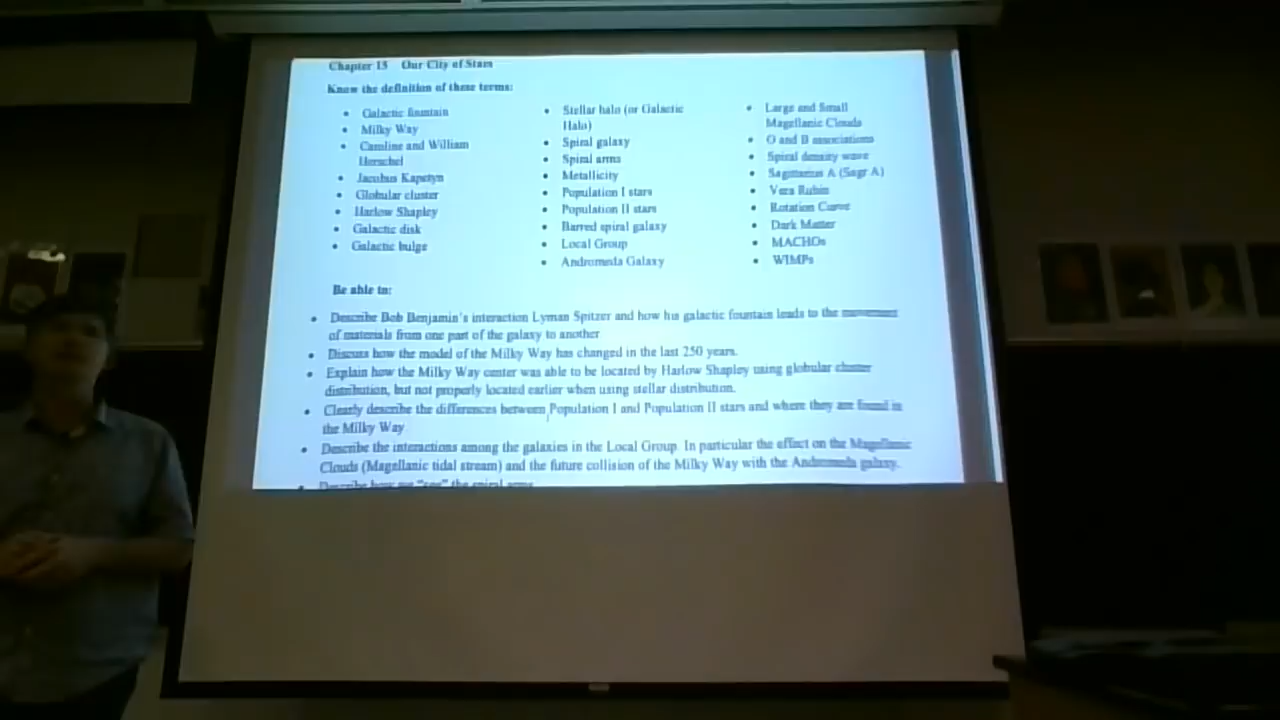 Chapter 13 Our City of Stars
Know the definition of these terms:
Galactic fountain
Milky Way
Caroline and William
Herschel
Jacobus Kapteyn
Globular cluster
Harlow Shapley
Galactic disk
Galactic bulge
Stellar halo (or Galactic
Halo)
Spiral galaxy
Spiral arms
Metallicity
Population I stars
Population II stars
Barred spiral galaxy
Local Group
Andromeda Galaxy
Large and Small
Magellanic Clouds
O and B associations
Spiral density wave
Sagittarius A (Sagr A)
Vera Rubin
Rotation Curve
Dark Matter
MACHOs
WIMPs
Be able to:
Describe Bob Benjamin's interaction Lyman Spitzer and how his galactic fountain leads to the movement
of materials from one part of the galaxy to another
Discuss how the model of the Milky Way has changed in the last 250 years.
Explain how the Milky Way center was able to be located by Harlow Shapley using globular cluster
distribution, but not properly located earlier when using stellar distribution.
Clearly describe the differences between Population I and Population II stars and where they are found in
the Milky Way
Describe the interactions among the galaxies in the Local Group. In particular the effect on the Magellanic
Clouds (Magellanic tidal stream) and the future collision of the Milky Way with the Andromeda galaxy.
Describe how we "see" the spiral arms